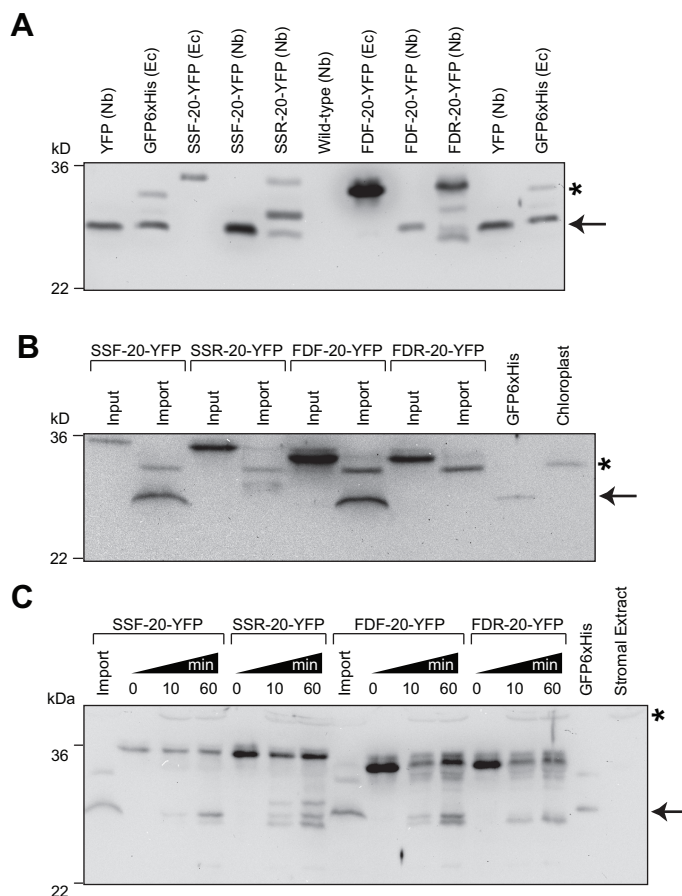 A
YFP (Nb)
GFP6xHis (Ec)
SSF-20-YFP (Ec)
SSF-20-YFP (Nb)
SSR-20-YFP (Nb)
Wild-type (Nb)
FDF-20-YFP (Ec)
FDF-20-YFP (Nb)
FDR-20-YFP (Nb)
YFP (Nb)
GFP6xHis (Ec)
kD
36
*
22
B
SSF-20-YFP SSR-20-YFP FDF-20-YFP FDR-20-YFP
Input
Import
Input
Import
Input
Import
Input
Import
GFP6xHis
Chloroplast
kD
36
*
22
C
SSF-20-YFP SSR-20-YFP FDF-20-YFP FDR-20-YFP
Import
min
min
Import
min
min
GFP6xHis
Stromal Extract
0 10 60 0 10 60 0 10 60 0 10 60
kDa
*
36
22